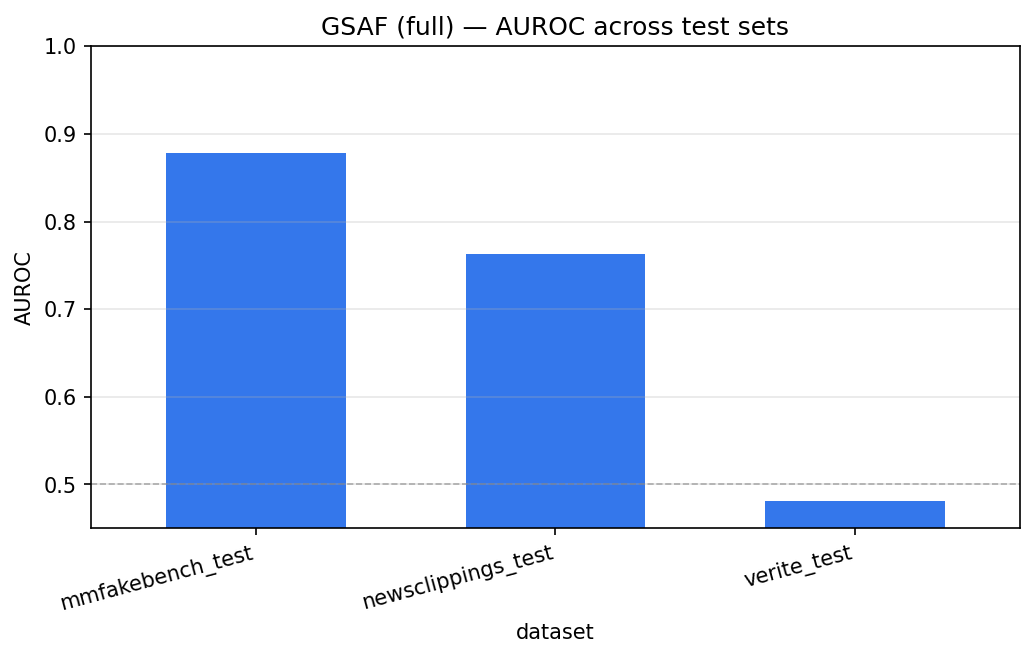 GSAF (full) — AUROC across test sets
AUROC
1.0
0.9
0.8
0.7
0.6
0.5
mmfakebench_test
newsclippings_test
verite_test
dataset